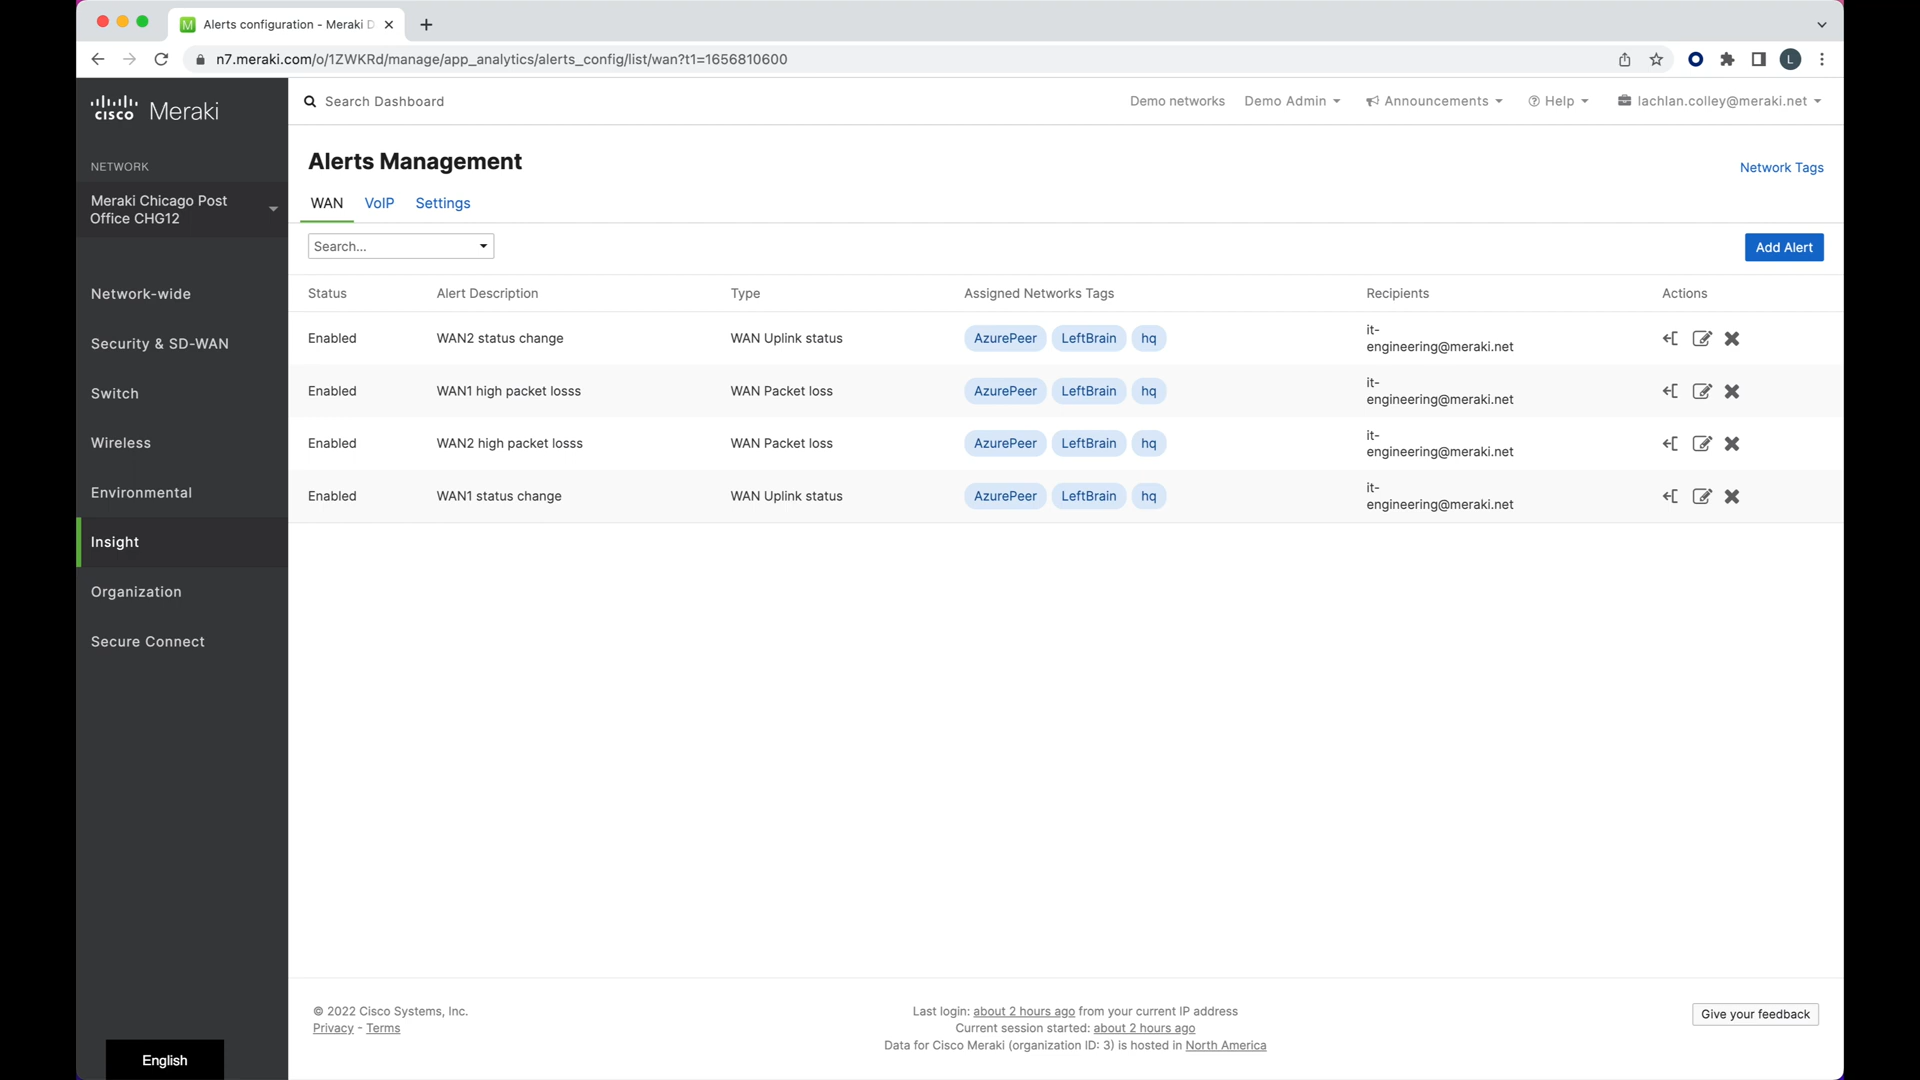 Alerts configuration - Meraki D
n7.meraki.com/o/1ZWKRd/manage/app_analytics/alerts_config/list/wan?t1=1656810600
L
cisco Meraki
Search Dashboard
Demo networks
Demo Admin
Announcements
Help
lachlan.colley@meraki.net
NETWORK
Meraki Chicago Post
Office CHG12
Network-wide
Security & SD-WAN
Switch
Wireless
Environmental
Insight
Organization
Secure Connect
English
Alerts Management
Network Tags
WAN VoIP Settings
Search...
Add Alert
Status Alert Description Type Assigned Networks Tags Recipients Actions
Enabled WAN2 status change WAN Uplink status AzurePeer LeftBrain hq it-
engineering@meraki.net
Enabled WAN1 high packet losss WAN Packet loss AzurePeer LeftBrain hq it-
engineering@meraki.net
Enabled WAN2 high packet losss WAN Packet loss AzurePeer LeftBrain hq it-
engineering@meraki.net
Enabled WAN1 status change WAN Uplink status AzurePeer LeftBrain hq it-
engineering@meraki.net
© 2022 Cisco Systems, Inc.
Privacy - Terms
Last login: about 2 hours ago from your current IP address
Current session started: about 2 hours ago
Data for Cisco Meraki (organization ID: 3) is hosted in North America
Give your feedback